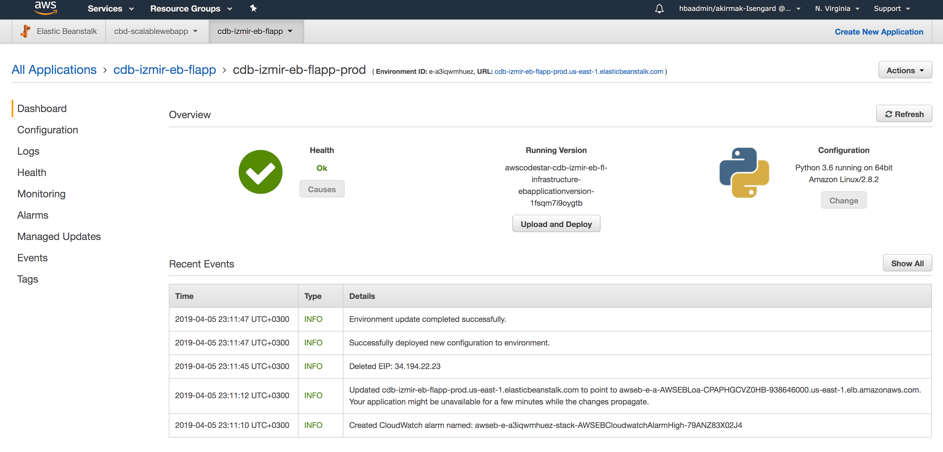 aws Services Resource Groups hbaadmin/akirmak-Isengard @... N. Virginia Support
Elastic Beanstalk cbd-scalablewebapp cdb-izmir-eb-flapp Create New Application
All Applications › cdb-izmir-eb-flapp › cdb-izmir-eb-flapp-prod ( Environment ID: e-a3iqwmhuez, URL: cdb-izmir-eb-flapp-prod.us-east-1.elasticbeanstalk.com ) Actions
Dashboard
Configuration
Logs
Health
Monitoring
Alarms
Managed Updates
Events
Tags
Overview Refresh
Health
Ok
Causes
Running Version
awscodestar-cdb-izmir-eb-fl-
infrastructure-
ebapplicationversion-
1fsqm7i9oygtb
Upload and Deploy
Configuration
Python 3.6 running on 64bit
Amazon Linux/2.8.2
Change
Recent Events Show All
Time Type Details
2019-04-05 23:11:47 UTC+0300 INFO Environment update completed successfully.
2019-04-05 23:11:47 UTC+0300 INFO Successfully deployed new configuration to environment.
2019-04-05 23:11:45 UTC+0300 INFO Deleted EIP: 34.194.22.23
2019-04-05 23:11:12 UTC+0300 INFO Updated cdb-izmir-eb-flapp-prod.us-east-1.elasticbeanstalk.com to point to awseb-e-a-AWSEBLoa-CPAPHGCVZ0HB-938646000.us-east-1.elb.amazonaws.com.
Your application might be unavailable for a few minutes while the changes propagate.
2019-04-05 23:11:10 UTC+0300 INFO Created CloudWatch alarm named: awseb-e-a3iqwmhuez-stack-AWSEBCloudwatchAlarmHigh-79ANZ83X02J4